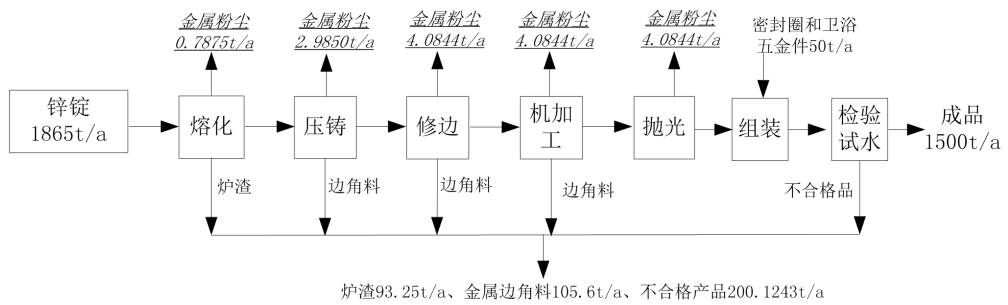 金属粉尘
0.7875t/a
金属粉尘
2.9850t/a
金属粉尘
4.0844t/a
金属粉尘
4.0844t/a
金属粉尘
4.0844t/a
密封圈和卫浴
五金件50t/a
锌锭
1865t/a
熔化
压铸
修边
机加
工
抛光
组装
检验
试水
成品
1500t/a
炉渣
边角料
边角料
边角料
不合格品
炉渣93.25t/a、金属边角料105.6t/a、不合格产品200.1243t/a